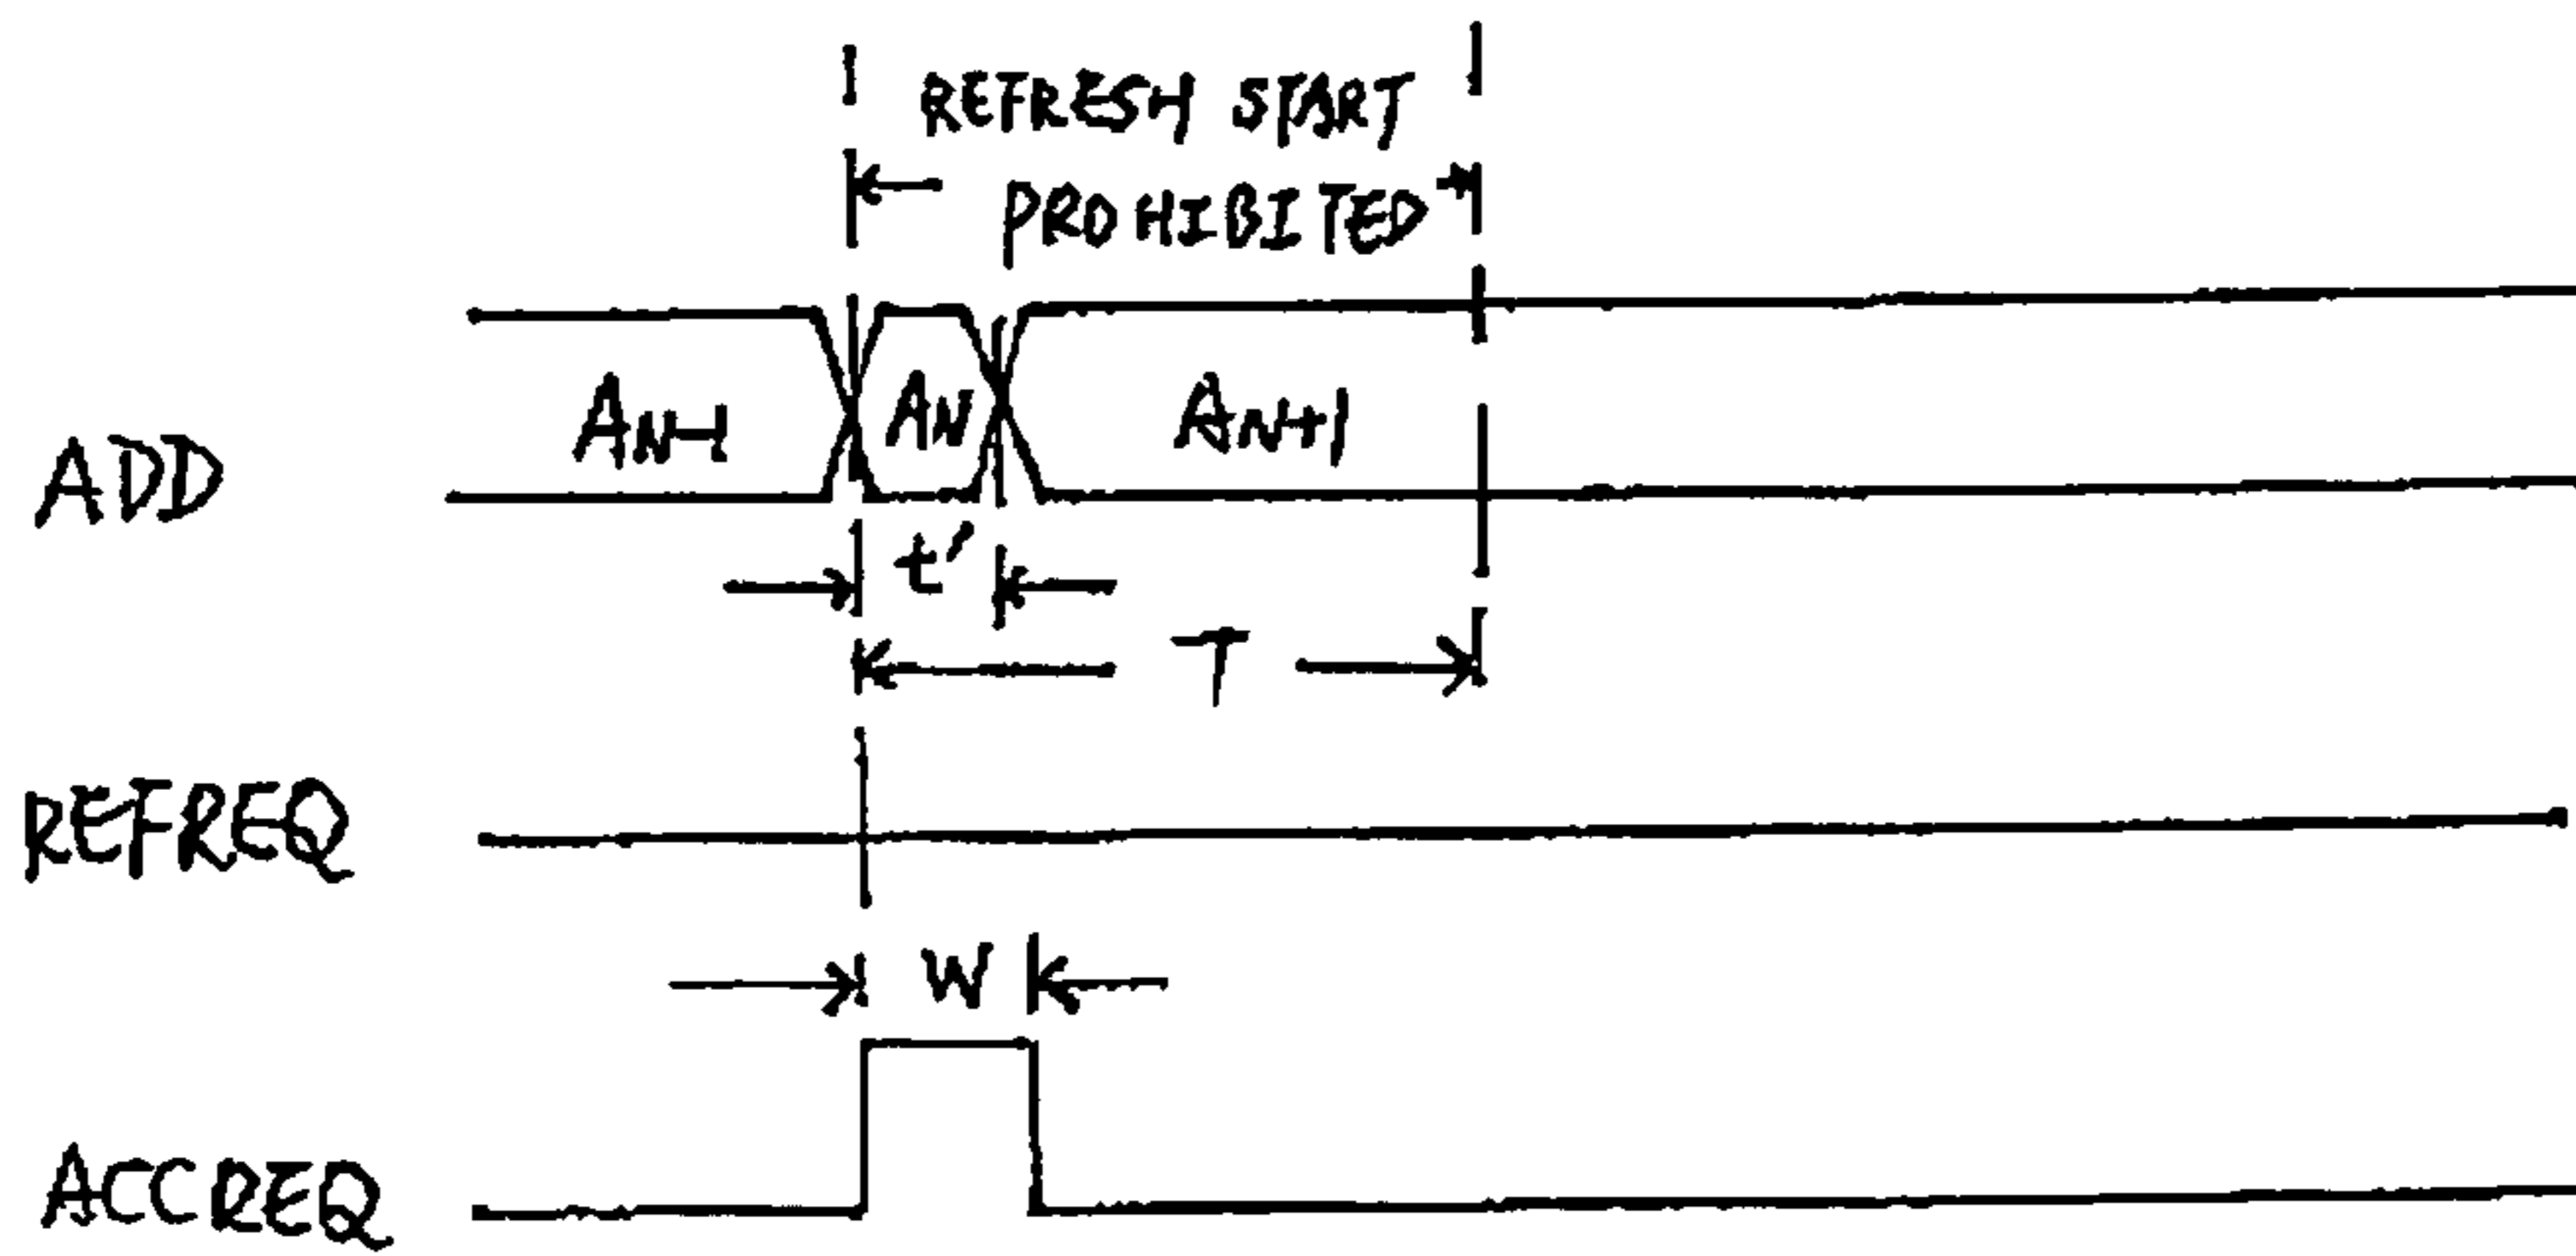 REFRESH START
PROHIBITED
ADD
AN-1
AN
AN+1
t'
T
REFREQ
W
ACCREQ